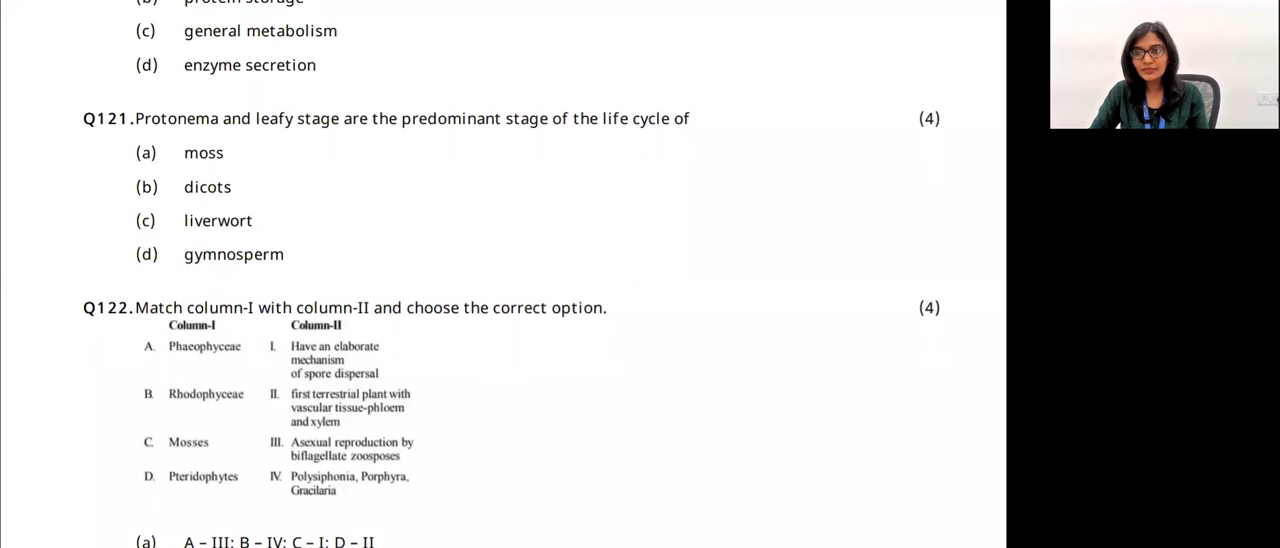 (b) protein storage
(c) general metabolism
(d) enzyme secretion
Q121.Protonema and leafy stage are the predominant stage of the life cycle of (4)
(a) moss
(b) dicots
(c) liverwort
(d) gymnosperm
Q122.Match column-I with column-II and choose the correct option. (4)
Column-I Column-II
A. Phaeophyceae I. Have an elaborate
mechanism
of spore dispersal
B. Rhodophyceae II. first terrestrial plant with
vascular tissue-phloem
and xylem
C. Mosses III. Asexual reproduction by
biflagellate zoosposes
D. Pteridophytes IV. Polysiphonia, Porphyra,
Gracilaria
(a) A – III; B – IV; C – I; D – II